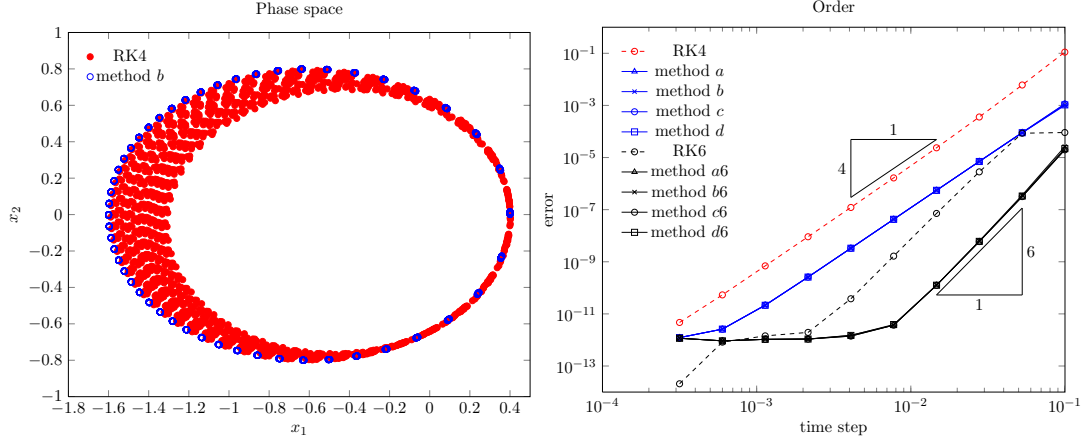 Phase space
1
0.8
0.6
0.4
0.2
0
−0.2
−0.4
−0.6
−0.8
−1
x₂
RK4
method b
−1.8 −1.6 −1.4 −1.2 −1 −0.8 −0.6 −0.4 −0.2 0 0.2 0.4
x₁
Order
10⁻¹
10⁻³
10⁻⁵
10⁻⁷
10⁻⁹
10⁻¹¹
10⁻¹³
error
RK4
method a
method b
method c
method d
RK6
method a6
method b6
method c6
method d6
1
4
6
1
10⁻⁴ 10⁻³ 10⁻² 10⁻¹
time step